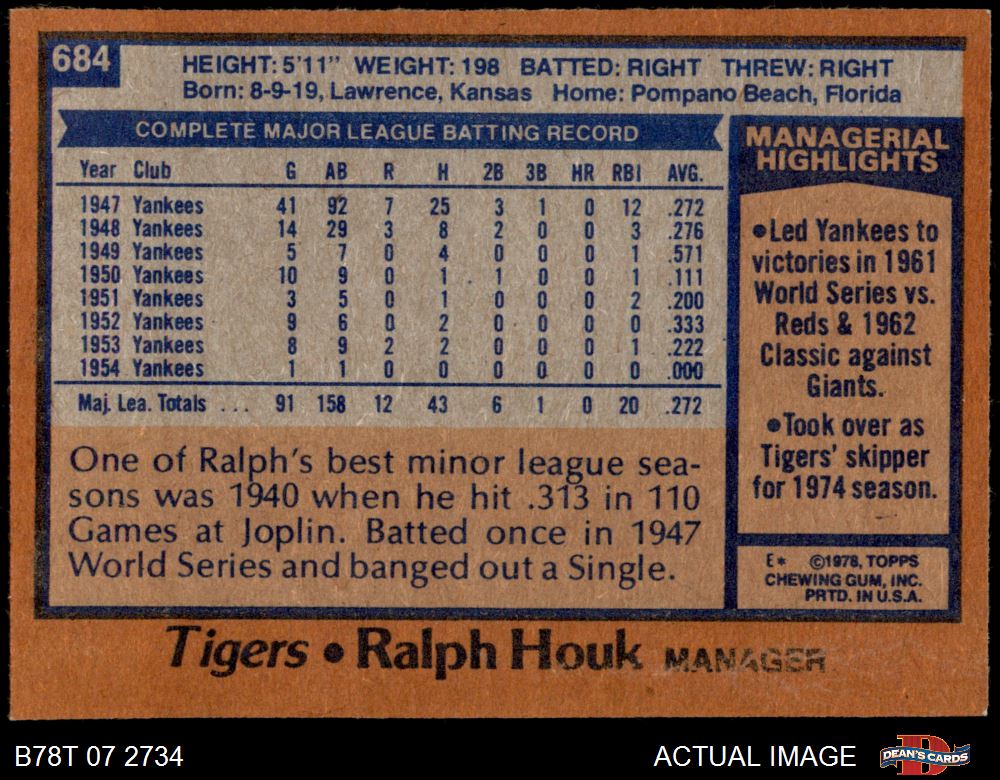 684
HEIGHT: 5'11" WEIGHT: 198 BATTED: RIGHT THREW: RIGHT
Born: 8-9-19, Lawrence, Kansas Home: Pompano Beach, Florida
COMPLETE MAJOR LEAGUE BATTING RECORD
Year Club G AB R H 2B 3B HR RBI AVG.
1947 Yankees 41 92 7 25 3 1 0 12 .272
1948 Yankees 14 29 3 8 2 0 0 3 .276
1949 Yankees 5 7 0 4 0 0 0 1 .571
1950 Yankees 10 9 0 1 1 0 0 1 .111
1951 Yankees 3 5 0 1 0 0 0 2 .200
1952 Yankees 9 6 0 2 0 0 0 0 .333
1953 Yankees 8 9 2 2 0 0 0 1 .222
1954 Yankees 1 1 0 0 0 0 0 0 .000
Maj. Lea. Totals ... 91 158 12 43 6 1 0 20 .272
One of Ralph's best minor league sea-
sons was 1940 when he hit .313 in 110
Games at Joplin. Batted once in 1947
World Series and banged out a Single.
MANAGERIAL
HIGHLIGHTS
•Led Yankees to
victories in 1961
World Series vs.
Reds & 1962
Classic against
Giants.
•Took over as
Tigers' skipper
for 1974 season.
E* ©1978, TOPPS
CHEWING GUM, INC.
PRTD. IN U.S.A.
Tigers • Ralph Houk MANAGER
B78T 07 2734
ACTUAL IMAGE
DEAN'S CARDS